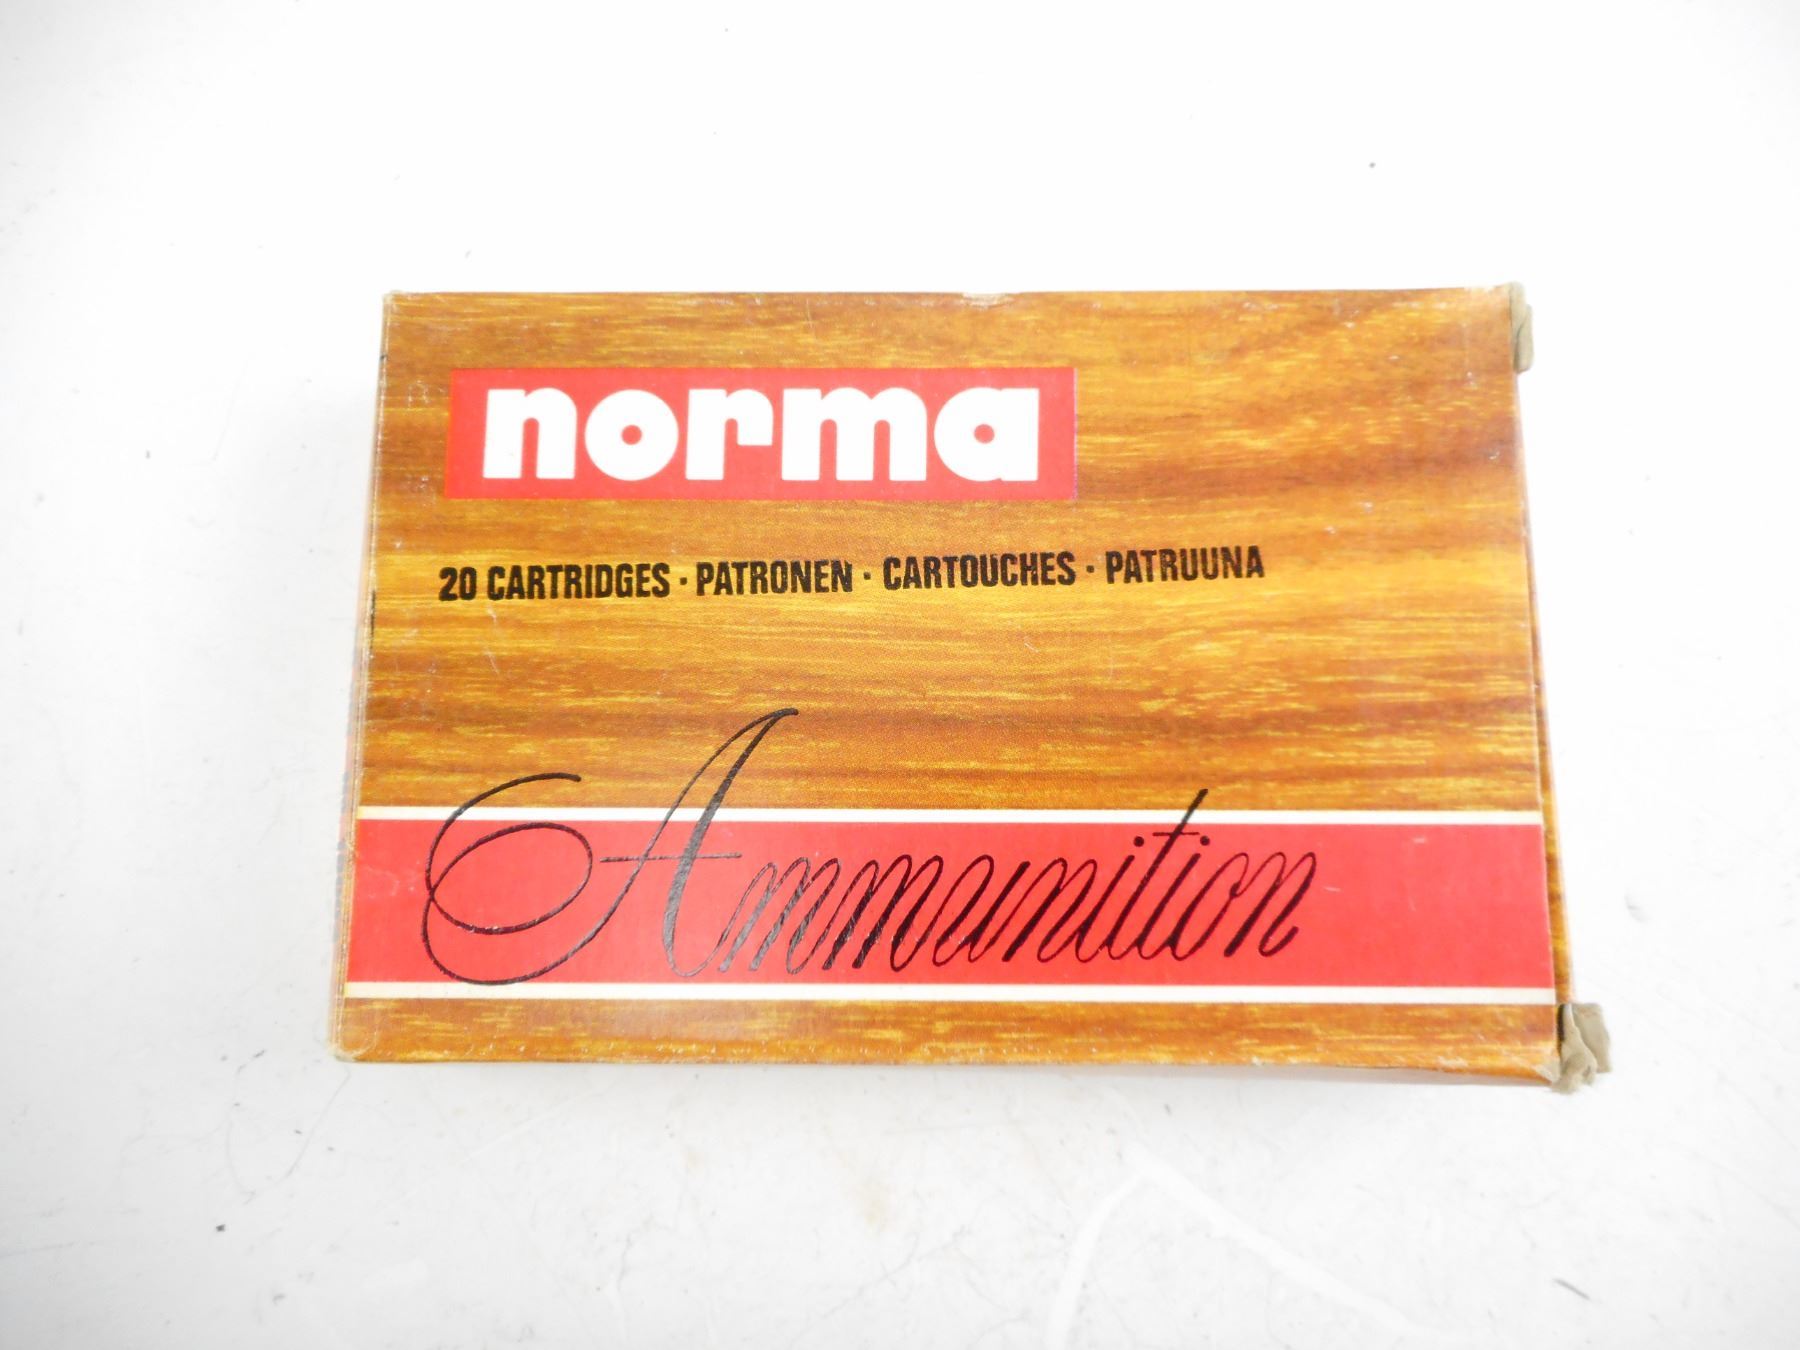 norma
20 CARTRIDGES · PATRONEN · CARTOUCHES · PATRUUNA
Ammunition